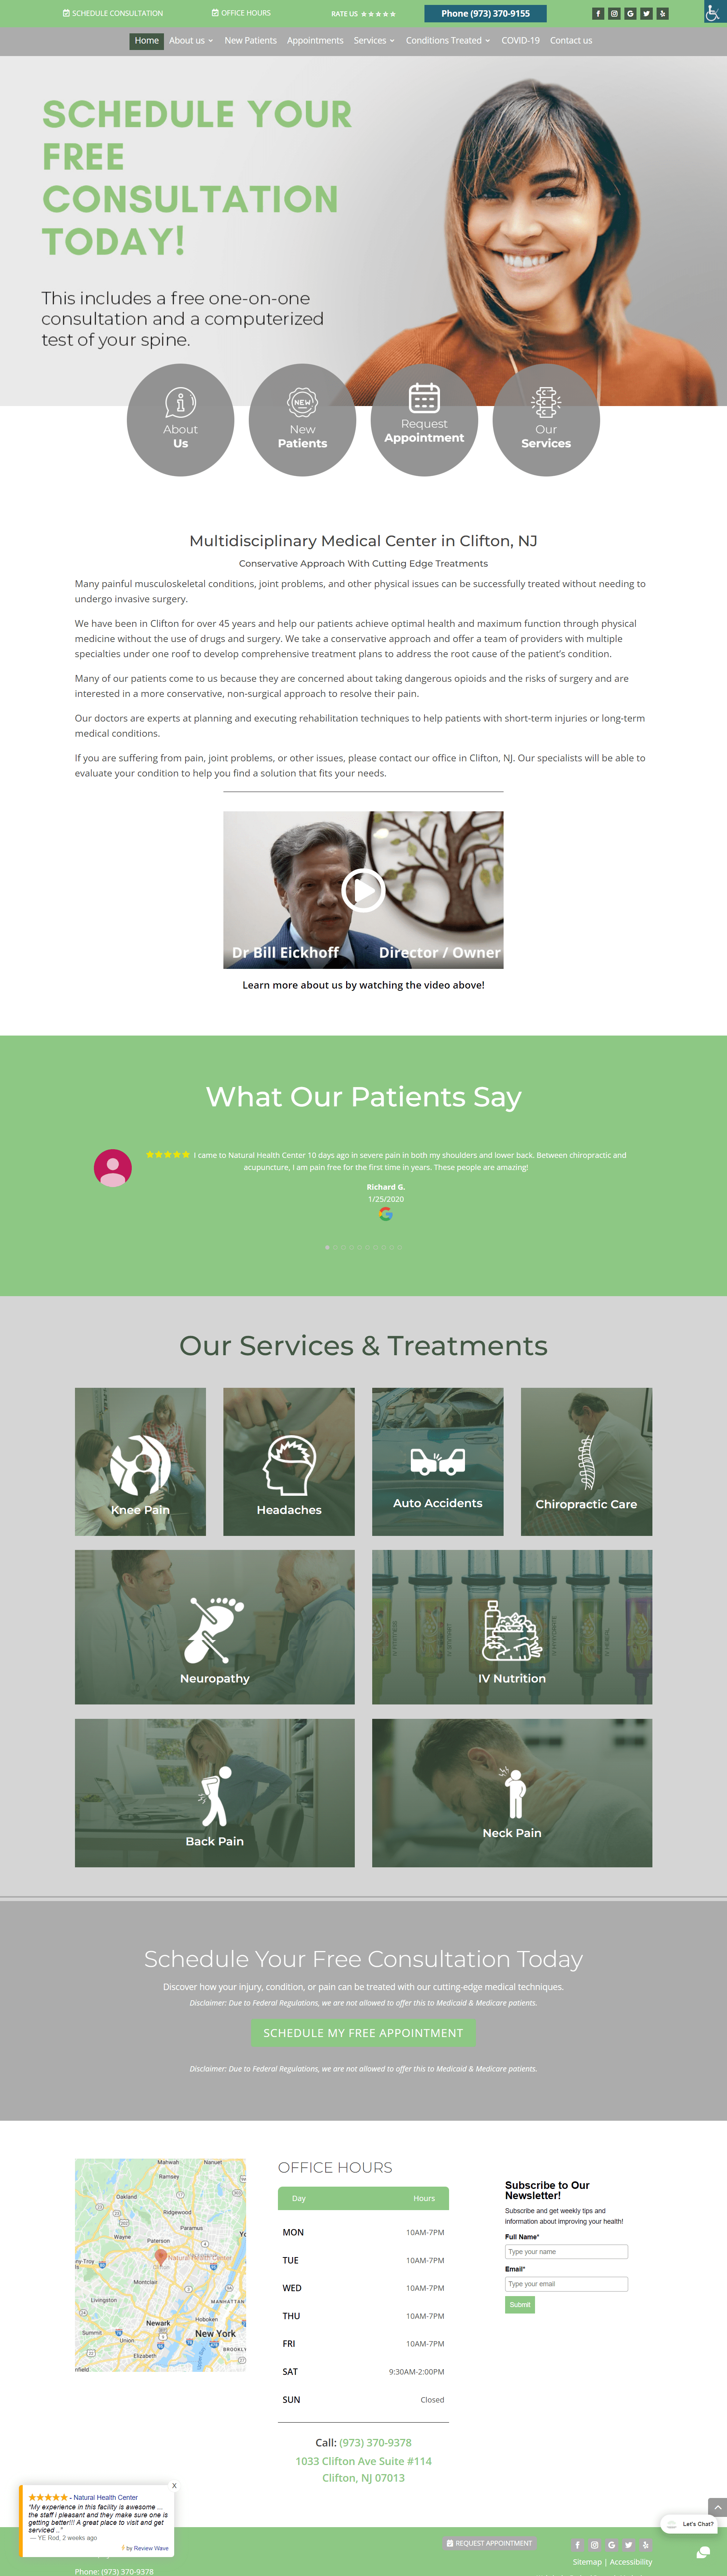 SCHEDULE CONSULTATION
OFFICE HOURS
RATE US
Phone (973) 370-9155
Home
About us
New Patients
Appointments
Services
Conditions Treated
COVID-19
Contact us
SCHEDULE YOUR
FREE
CONSULTATION
TODAY!
This includes a free one-on-one
consultation and a computerized
test of your spine.
About
Us
NEW
New
Patients
Request
Appointment
Our
Services
Multidisciplinary Medical Center in Clifton, NJ
Conservative Approach With Cutting Edge Treatments
Many painful musculoskeletal conditions, joint problems, and other physical issues can be successfully treated without needing to
undergo invasive surgery.
We have been in Clifton for over 45 years and help our patients achieve optimal health and maximum function through physical
medicine without the use of drugs and surgery. We take a conservative approach and offer a team of providers with multiple
specialties under one roof to develop comprehensive treatment plans to address the root cause of the patient's condition.
Many of our patients come to us because they are concerned about taking dangerous opioids and the risks of surgery and are
interested in a more conservative, non-surgical approach to resolve their pain.
Our doctors are experts at planning and executing rehabilitation techniques to help patients with short-term injuries or long-term
medical conditions.
If you are suffering from pain, joint problems, or other issues, please contact our office in Clifton, NJ. Our specialists will be able to
evaluate your condition to help you find a solution that fits your needs.
Dr Bill Eickhoff
Director / Owner
Learn more about us by watching the video above!
What Our Patients Say
I came to Natural Health Center 10 days ago in severe pain in both my shoulders and lower back. Between chiropractic and
acupuncture, I am pain free for the first time in years. These people are amazing!
Richard G.
1/25/2020
Our Services & Treatments
Knee Pain
Headaches
Auto Accidents
Chiropractic Care
Neuropathy
IV Nutrition
Back Pain
Neck Pain
Schedule Your Free Consultation Today
Discover how your injury, condition, or pain can be treated with our cutting-edge medical techniques.
Disclaimer: Due to Federal Regulations, we are not allowed to offer this to Medicaid & Medicare patients.
SCHEDULE MY FREE APPOINTMENT
Disclaimer: Due to Federal Regulations, we are not allowed to offer this to Medicaid & Medicare patients.
Mahwah
Nanuet
Ramsey
Oakland
Ridgewood
Paramus
Wayne
Paterson
Yo
ny-Troy
Natural Health Center
Clifton
Montclair
Livingston
MANHATTAN
Hoboken
Newark
Summit
New York
Union
BROOKLY
Elizabeth
nfield
OFFICE HOURS
Day Hours
MON 10AM-7PM
TUE 10AM-7PM
WED 10AM-7PM
THU 10AM-7PM
FRI 10AM-7PM
SAT 9:30AM-2:00PM
SUN Closed
Call: (973) 370-9378
1033 Clifton Ave Suite #114
Clifton, NJ 07013
Subscribe to Our
Newsletter!
Subscribe and get weekly tips and
information about improving your health!
Full Name*
Type your name
Email*
Type your email
Submit
X
- Natural Health Center
"My experience in this facility is awesome ...
the staff i pleasant and they make sure one is
getting better!!! A great place to visit and get
serviced .."
— YE Rod, 2 weeks ago
by Review Wave
Let's Chat?
REQUEST APPOINTMENT
Sitemap | Accessibility
Phone: (973) 370-9378